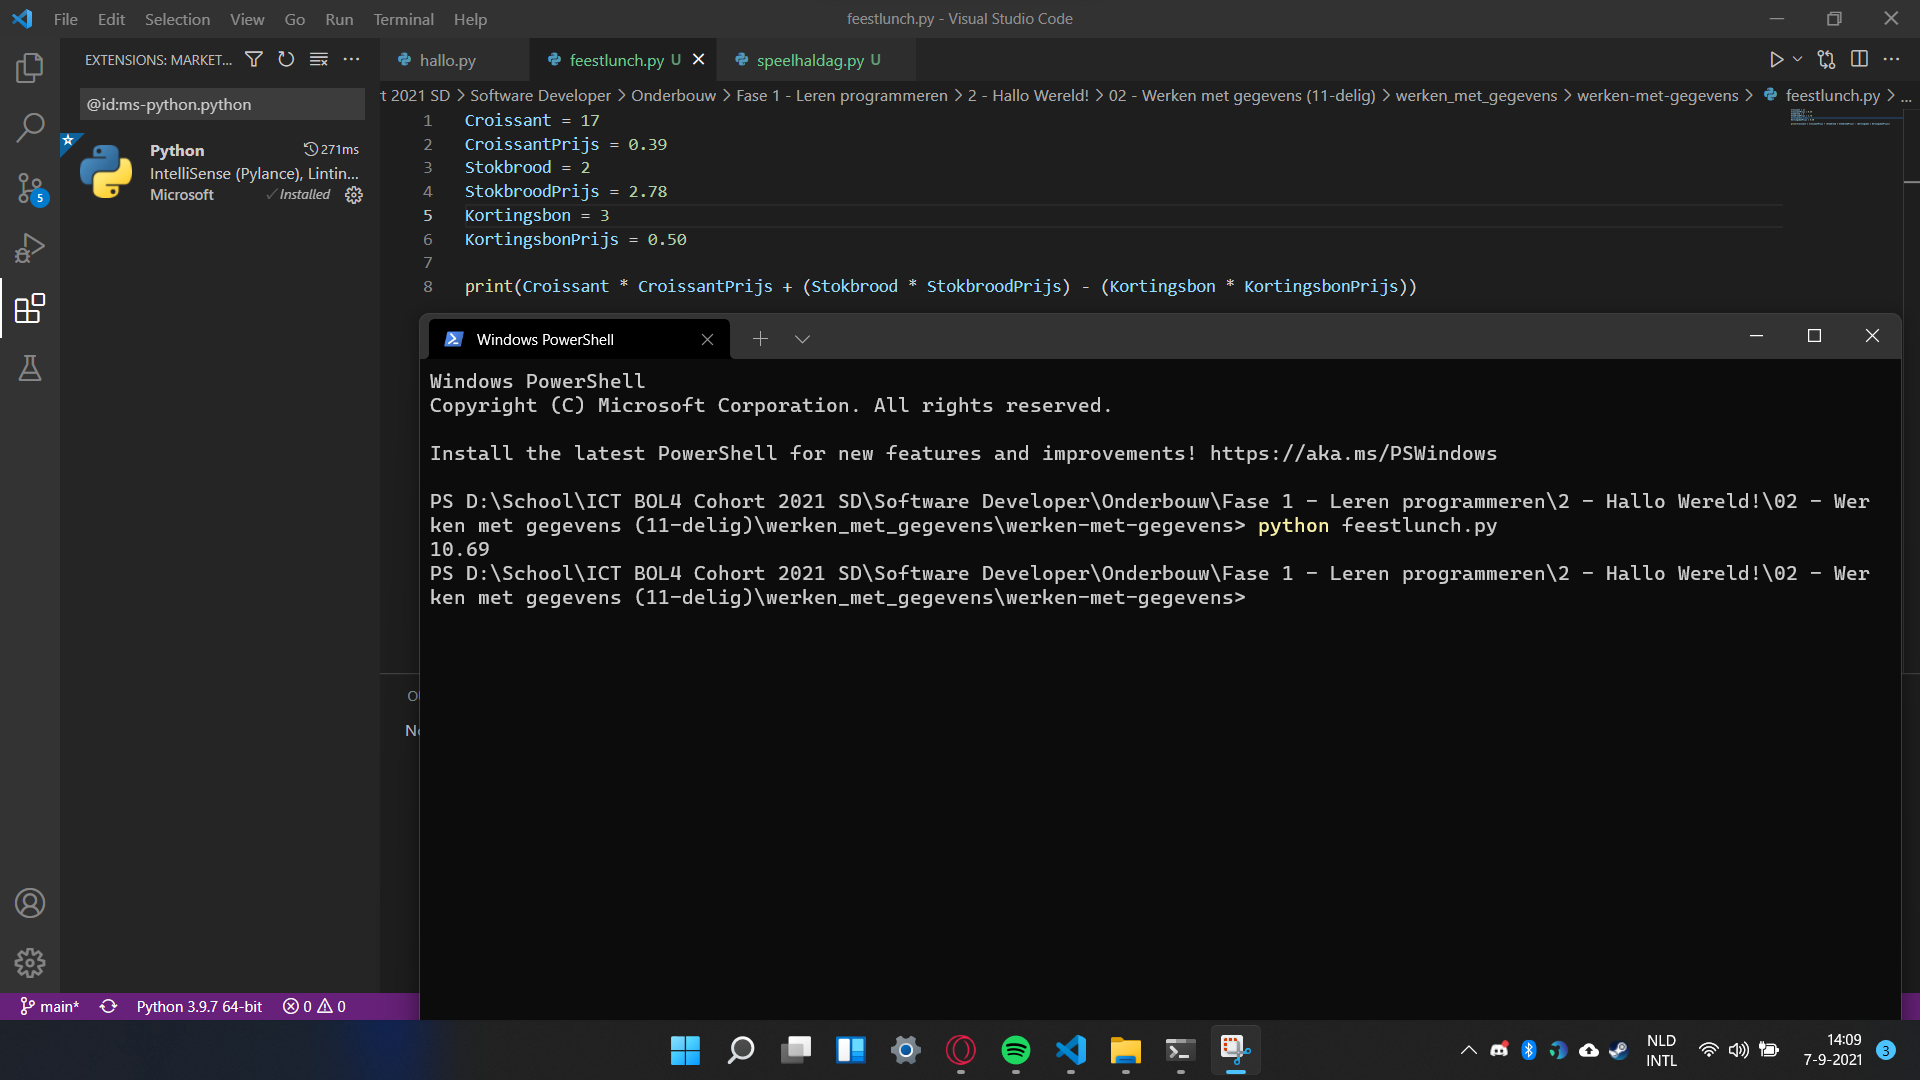 File Edit Selection View Go Run Terminal Help
feestlunch.py - Visual Studio Code
EXTENSIONS: MARKET...
hallo.py
feestlunch.py U
speelhaldag.py U
@id:ms-python.python
t 2021 SD > Software Developer > Onderbouw > Fase 1 - Leren programmeren > 2 - Hallo Wereld! > 02 - Werken met gegevens (11-delig) > werken_met_gegevens > werken-met-gegevens > feestlunch.py > ...
Python 271ms
IntelliSense (Pylance), Lintin...
Microsoft ✓Installed
5
1 Croissant = 17
2 CroissantPrijs = 0.39
3 Stokbrood = 2
4 StokbroodPrijs = 2.78
5 Kortingsbon = 3
6 KortingsbonPrijs = 0.50
7
8 print(Croissant * CroissantPrijs + (Stokbrood * StokbroodPrijs) - (Kortingsbon * KortingsbonPrijs))
Windows PowerShell
Windows PowerShell
Copyright (C) Microsoft Corporation. All rights reserved.
Install the latest PowerShell for new features and improvements! https://aka.ms/PSWindows
PS D:\School\ICT BOL4 Cohort 2021 SD\Software Developer\Onderbouw\Fase 1 - Leren programmeren\2 - Hallo Wereld!\02 - Wer
ken met gegevens (11-delig)\werken_met_gegevens\werken-met-gegevens> python feestlunch.py
10.69
PS D:\School\ICT BOL4 Cohort 2021 SD\Software Developer\Onderbouw\Fase 1 - Leren programmeren\2 - Hallo Wereld!\02 - Wer
ken met gegevens (11-delig)\werken_met_gegevens\werken-met-gegevens>
main* Python 3.9.7 64-bit 0 0
NLD
INTL
14:09
7-9-2021
3